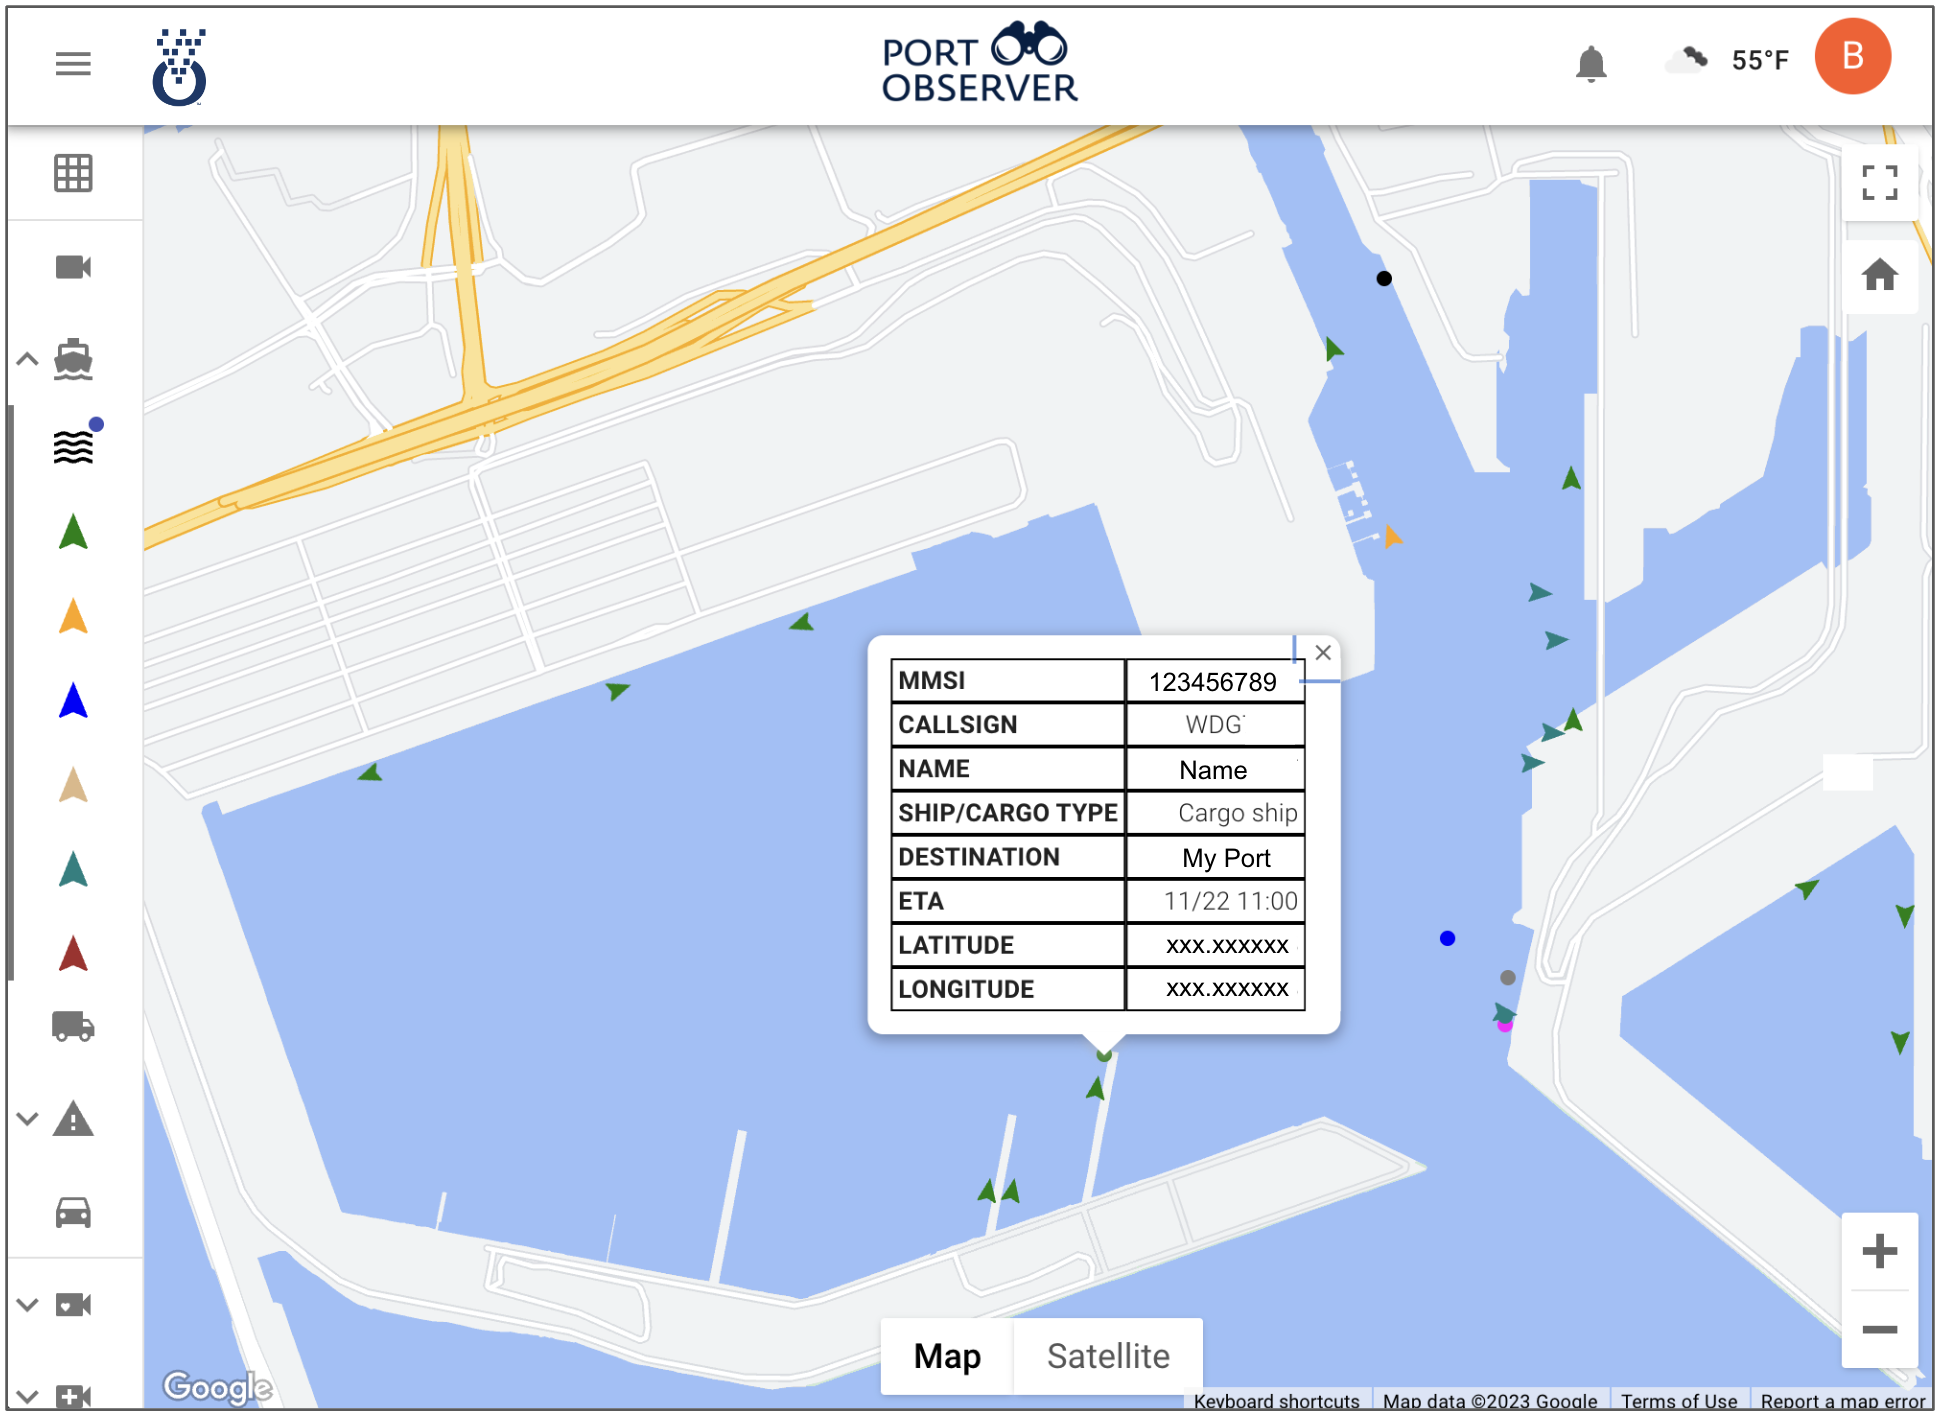 PORT
OBSERVER
55°F
B
MMSI 123456789
CALLSIGN WDG
NAME Name
SHIP/CARGO TYPE Cargo ship
DESTINATION My Port
ETA 11/22 11:00
LATITUDE xxx.xxxxxx
LONGITUDE xxx.xxxxxx
Map Satellite
Google
Keyboard shortcuts Map data ©2023 Google Terms of Use Report a map error